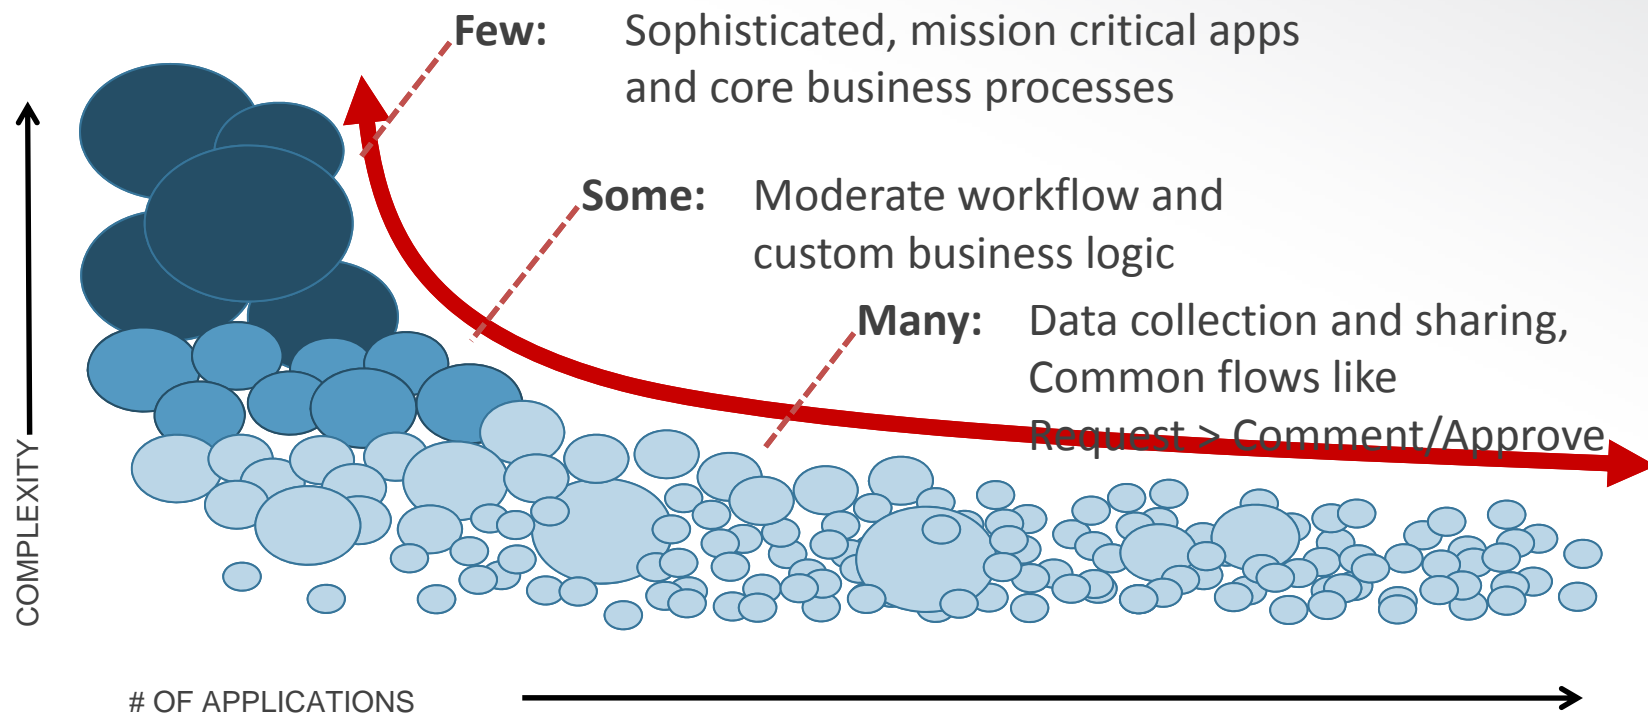 Few: Sophisticated, mission critical apps
and core business processes
Some: Moderate workflow and
custom business logic
Many: Data collection and sharing,
Common flows like
Request > Comment/Approve
COMPLEXITY
# OF APPLICATIONS